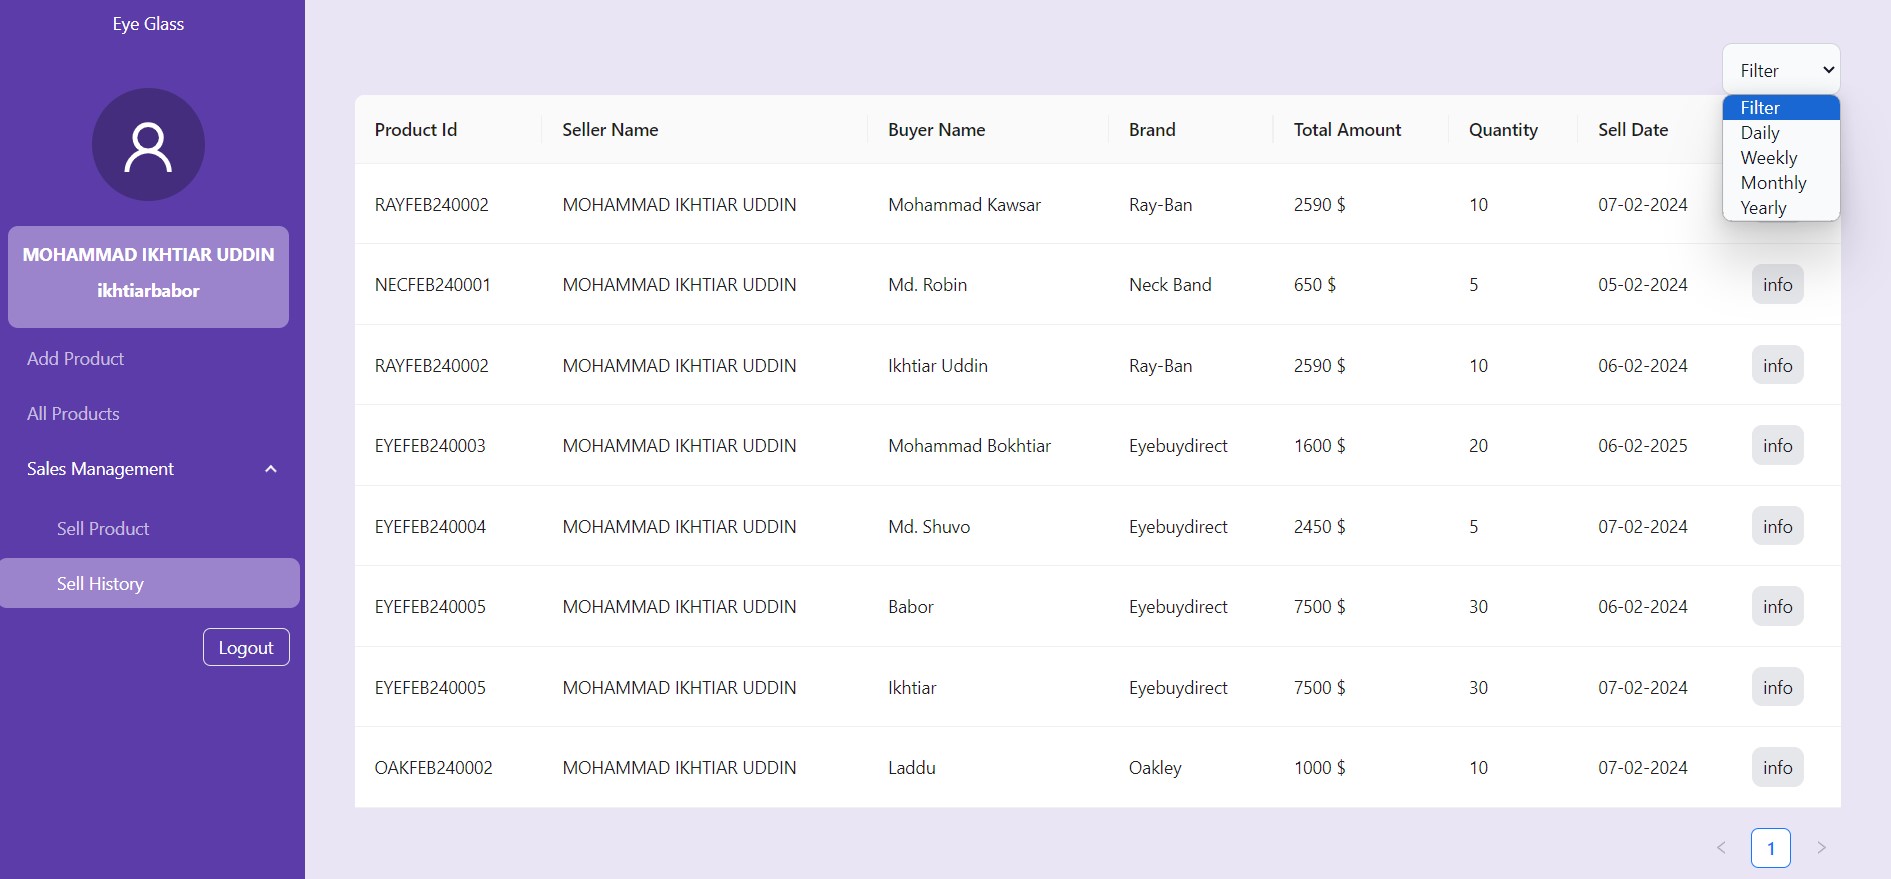 Eye Glass
MOHAMMAD IKHTIAR UDDIN
ikhtiarbabor
Add Product
All Products
Sales Management
Sell Product
Sell History
Logout
Filter
Filter
Daily
Weekly
Monthly
Yearly
Product Id Seller Name Buyer Name Brand Total Amount Quantity Sell Date
RAYFEB240002 MOHAMMAD IKHTIAR UDDIN Mohammad Kawsar Ray-Ban 2590 $ 10 07-02-2024
NECFEB240001 MOHAMMAD IKHTIAR UDDIN Md. Robin Neck Band 650 $ 5 05-02-2024 info
RAYFEB240002 MOHAMMAD IKHTIAR UDDIN Ikhtiar Uddin Ray-Ban 2590 $ 10 06-02-2024 info
EYEFEB240003 MOHAMMAD IKHTIAR UDDIN Mohammad Bokhtiar Eyebuydirect 1600 $ 20 06-02-2025 info
EYEFEB240004 MOHAMMAD IKHTIAR UDDIN Md. Shuvo Eyebuydirect 2450 $ 5 07-02-2024 info
EYEFEB240005 MOHAMMAD IKHTIAR UDDIN Babor Eyebuydirect 7500 $ 30 06-02-2024 info
EYEFEB240005 MOHAMMAD IKHTIAR UDDIN Ikhtiar Eyebuydirect 7500 $ 30 07-02-2024 info
OAKFEB240002 MOHAMMAD IKHTIAR UDDIN Laddu Oakley 1000 $ 10 07-02-2024 info
< 1 >